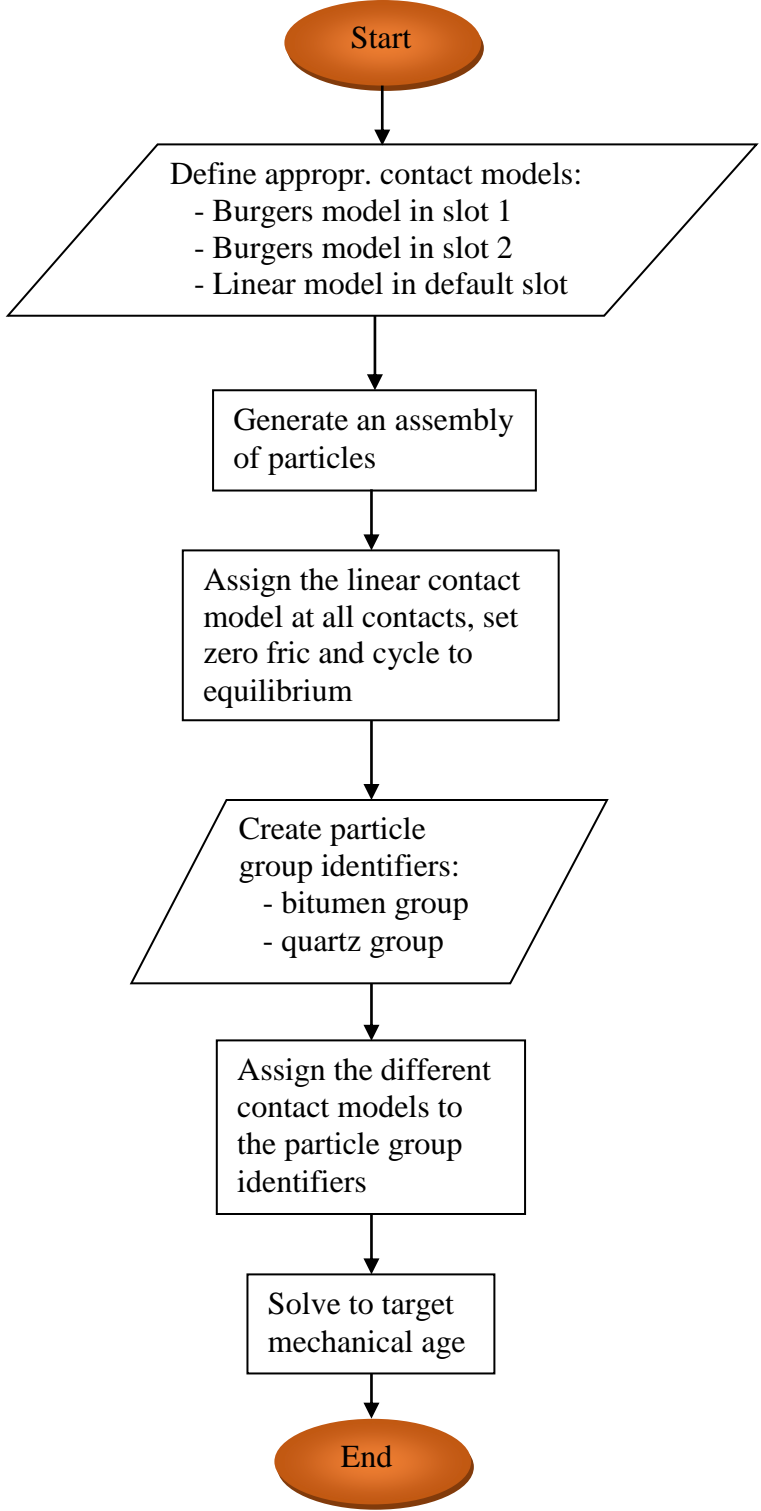 Start
Define appropr. contact models:
- Burgers model in slot 1
- Burgers model in slot 2
- Linear model in default slot
Generate an assembly
of particles
Assign the linear contact
model at all contacts, set
zero fric and cycle to
equilibrium
Create particle
group identifiers:
- bitumen group
- quartz group
Assign the different
contact models to
the particle group
identifiers
Solve to target
mechanical age
End